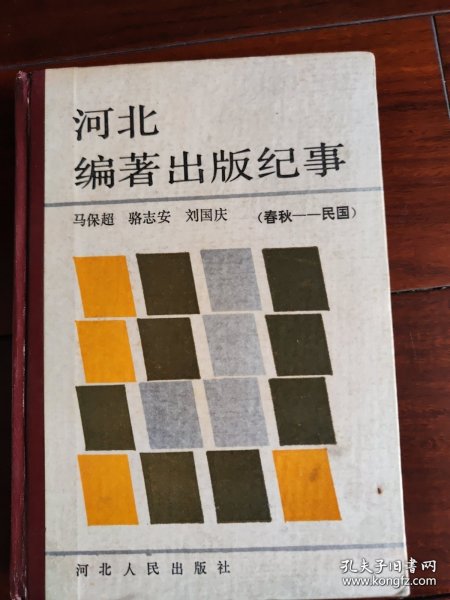 河北
编著出版纪事
马保超 骆志安 刘国庆 (春秋——民国)
河北人民出版社
孔夫子旧书网
www.kongfz.com